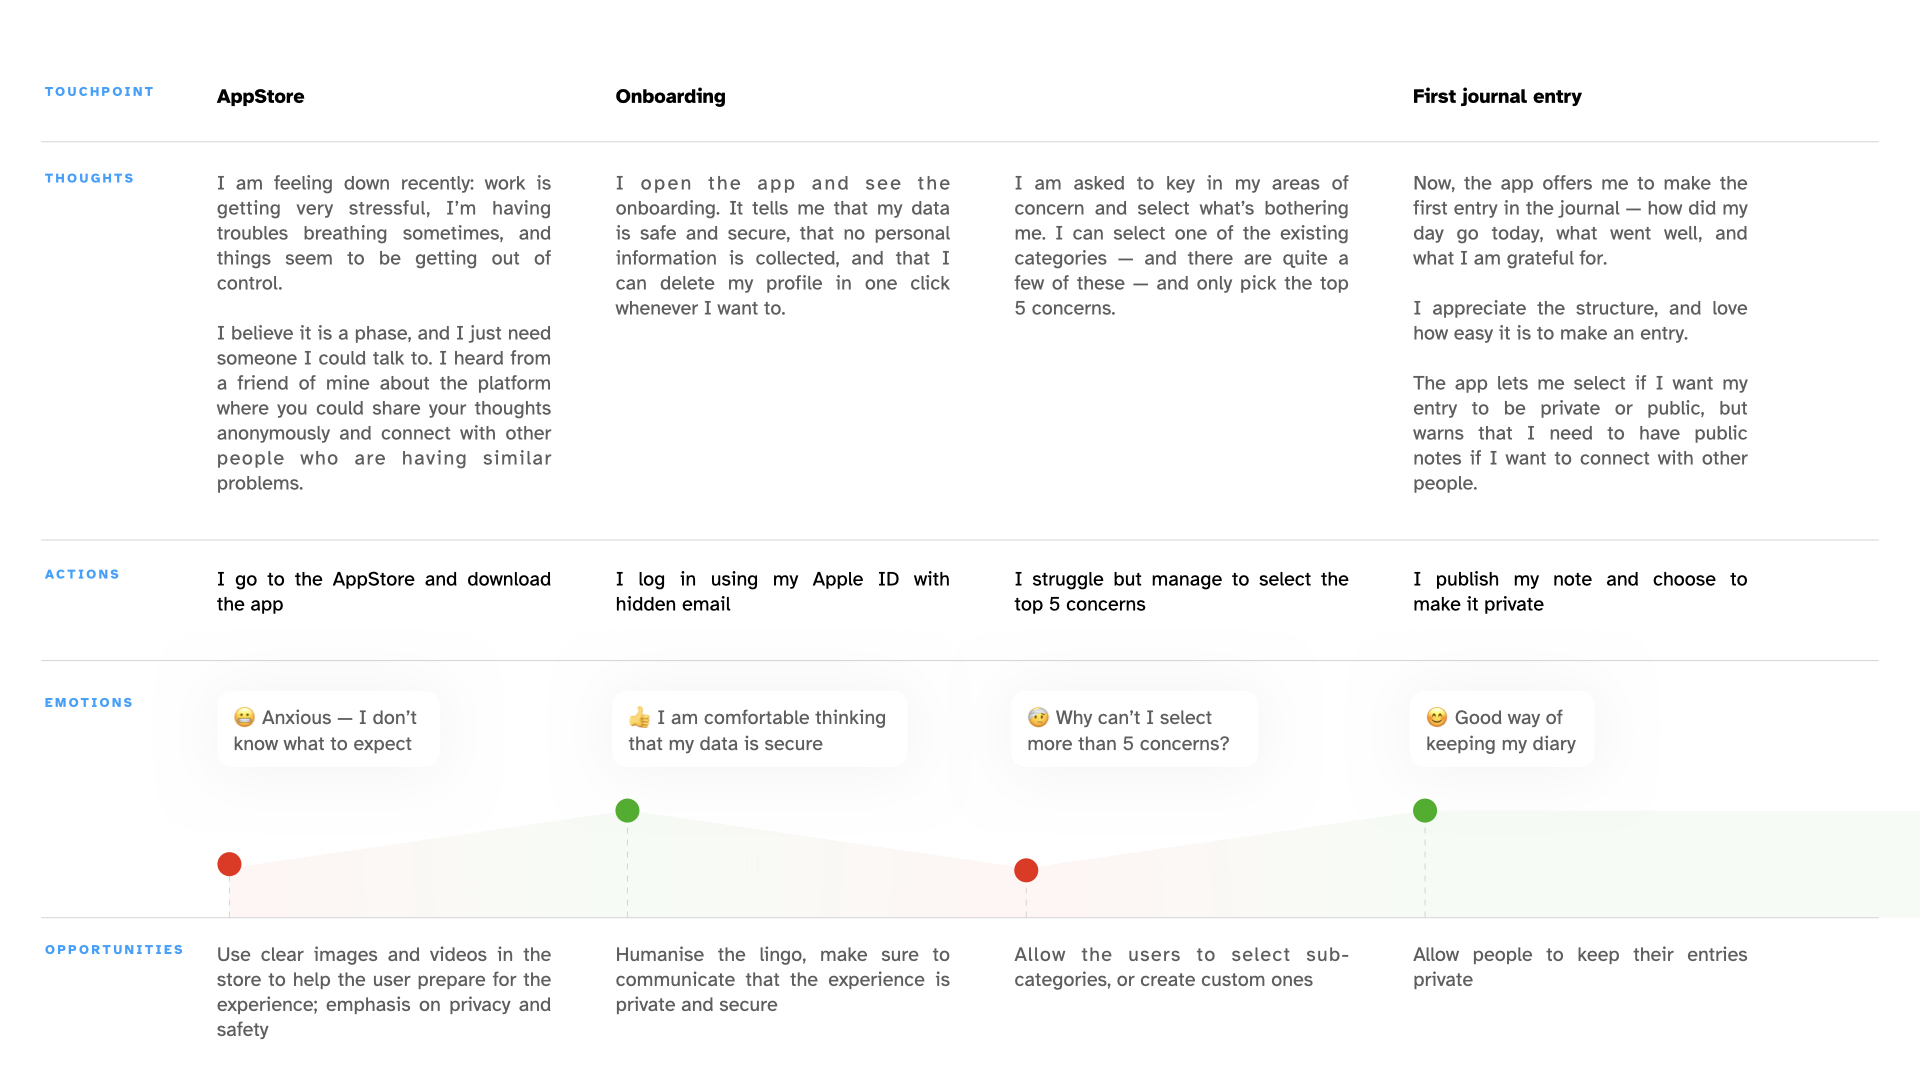 TOUCHPOINT
AppStore
Onboarding
First journal entry
THOUGHTS
I am feeling down recently: work is
getting very stressful, I’m having
troubles breathing sometimes, and
things seem to be getting out of
control.
I believe it is a phase, and I just need
someone I could talk to. I heard from
a friend of mine about the platform
where you could share your thoughts
anonymously and connect with other
people who are having similar
problems.
I open the app and see the
onboarding. It tells me that my data
is safe and secure, that no personal
information is collected, and that I
can delete my profile in one click
whenever I want to.
I am asked to key in my areas of
concern and select what’s bothering
me. I can select one of the existing
categories — and there are quite a
few of these — and only pick the top
5 concerns.
Now, the app offers me to make the
first entry in the journal — how did my
day go today, what went well, and
what I am grateful for.
I appreciate the structure, and love
how easy it is to make an entry.
The app lets me select if I want my
entry to be private or public, but
warns that I need to have public
notes if I want to connect with other
people.
ACTIONS
I go to the AppStore and download
the app
I log in using my Apple ID with
hidden email
I struggle but manage to select the
top 5 concerns
I publish my note and choose to
make it private
EMOTIONS
😬 Anxious — I don’t
know what to expect
👍 I am comfortable thinking
that my data is secure
🤕 Why can’t I select
more than 5 concerns?
😊 Good way of
keeping my diary
OPPORTUNITIES
Use clear images and videos in the
store to help the user prepare for the
experience; emphasis on privacy and
safety
Humanise the lingo, make sure to
communicate that the experience is
private and secure
Allow the users to select sub-
categories, or create custom ones
Allow people to keep their entries
private